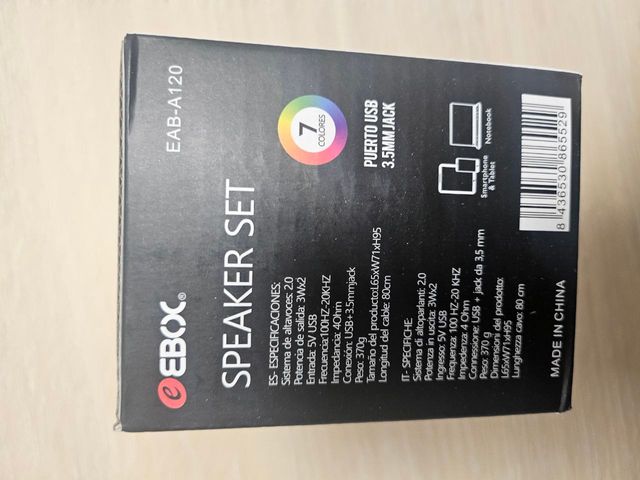 eEBOX®
EAB-A120
SPEAKER SET
ES- ESPECIFICACIONES:
Sistema de altavoces: 2.0
Potencia de salida: 3Wx2
Entrada: 5V USB
Frecuencia:100HZ-20KHZ
Impedancia: 4Ohm
Conexión: USB+3.5mmjack
Peso: 370g
Tamaño del producto:L65xW71xH95
Longitud del cable: 80cm
7
COLORES
PUERTO USB
3.5MM JACK
IT- SPECIFICHE:
Sistema di altoparlanti: 2.0
Potenza in uscita: 3Wx2
Ingresso: 5V USB
Frequenza: 100 HZ-20 KHZ
Impedenza: 4 Ohm
Connessione: USB + jack da 3,5 mm
Peso: 370 g
Dimensioni del prodotto:
L65xW71xH95
Lunghezza cavo: 80 cm
Smartphone
& Tablet
Notebook
MADE IN CHINA
8 436530 865529